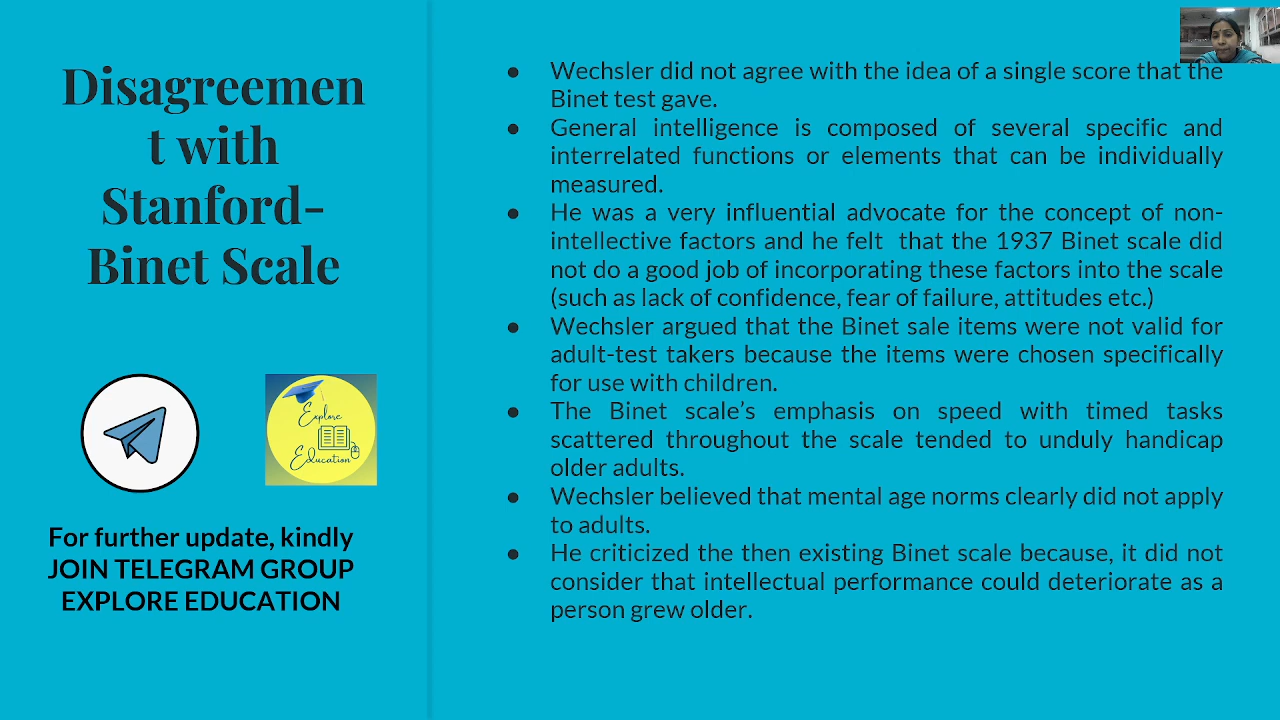 Disagreemen
t with
Stanford-
Binet Scale
Explore
Education
For further update, kindly
JOIN TELEGRAM GROUP
EXPLORE EDUCATION
● Wechsler did not agree with the idea of a single score that the
Binet test gave.
● General intelligence is composed of several specific and
interrelated functions or elements that can be individually
measured.
● He was a very influential advocate for the concept of non-
intellective factors and he felt that the 1937 Binet scale did
not do a good job of incorporating these factors into the scale
(such as lack of confidence, fear of failure, attitudes etc.)
● Wechsler argued that the Binet sale items were not valid for
adult-test takers because the items were chosen specifically
for use with children.
● The Binet scale’s emphasis on speed with timed tasks
scattered throughout the scale tended to unduly handicap
older adults.
● Wechsler believed that mental age norms clearly did not apply
to adults.
● He criticized the then existing Binet scale because, it did not
consider that intellectual performance could deteriorate as a
person grew older.